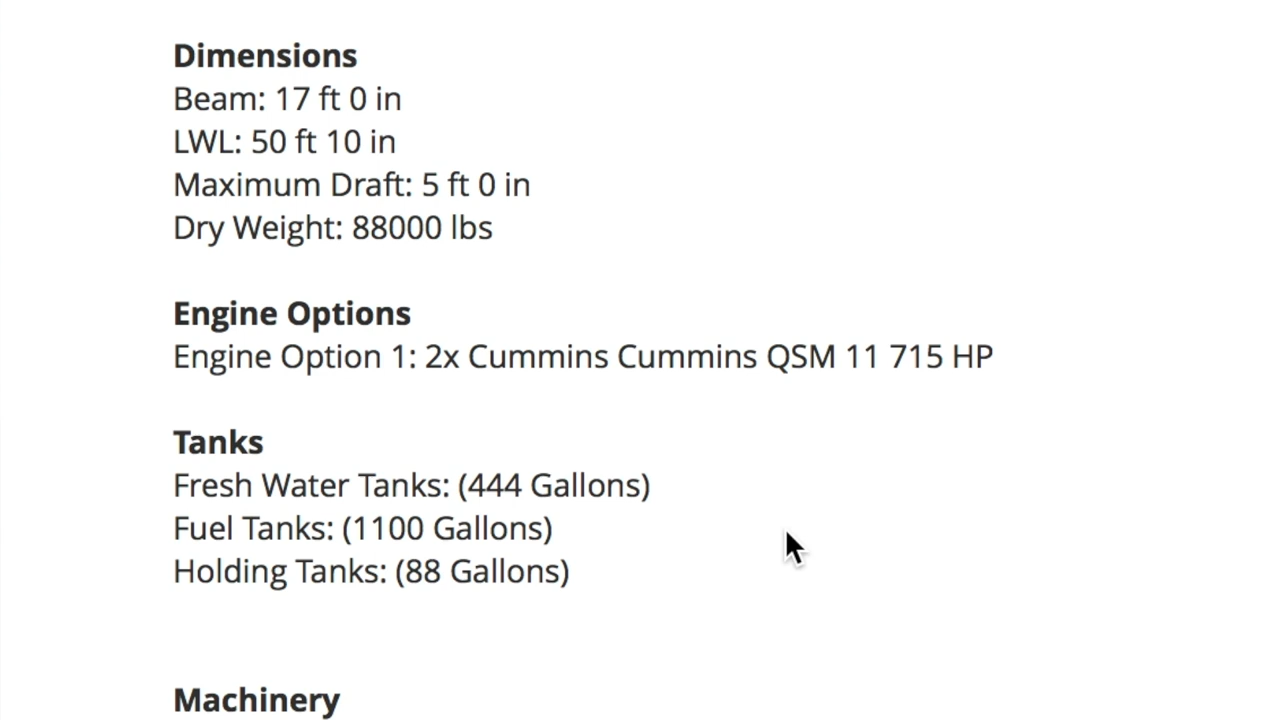 Dimensions
Beam: 17 ft 0 in
LWL: 50 ft 10 in
Maximum Draft: 5 ft 0 in
Dry Weight: 88000 lbs
Engine Options
Engine Option 1: 2x Cummins Cummins QSM 11 715 HP
Tanks
Fresh Water Tanks: (444 Gallons)
Fuel Tanks: (1100 Gallons)
Holding Tanks: (88 Gallons)
Machinery